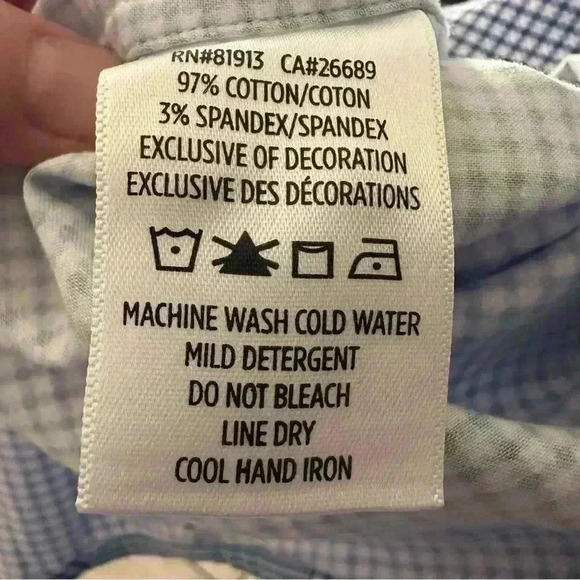 RN#81913 CA#26689
97% COTTON/COTON
3% SPANDEX/SPANDEX
EXCLUSIVE OF DECORATION
EXCLUSIVE DES DÉCORATIONS
MACHINE WASH COLD WATER
MILD DETERGENT
DO NOT BLEACH
LINE DRY
COOL HAND IRON